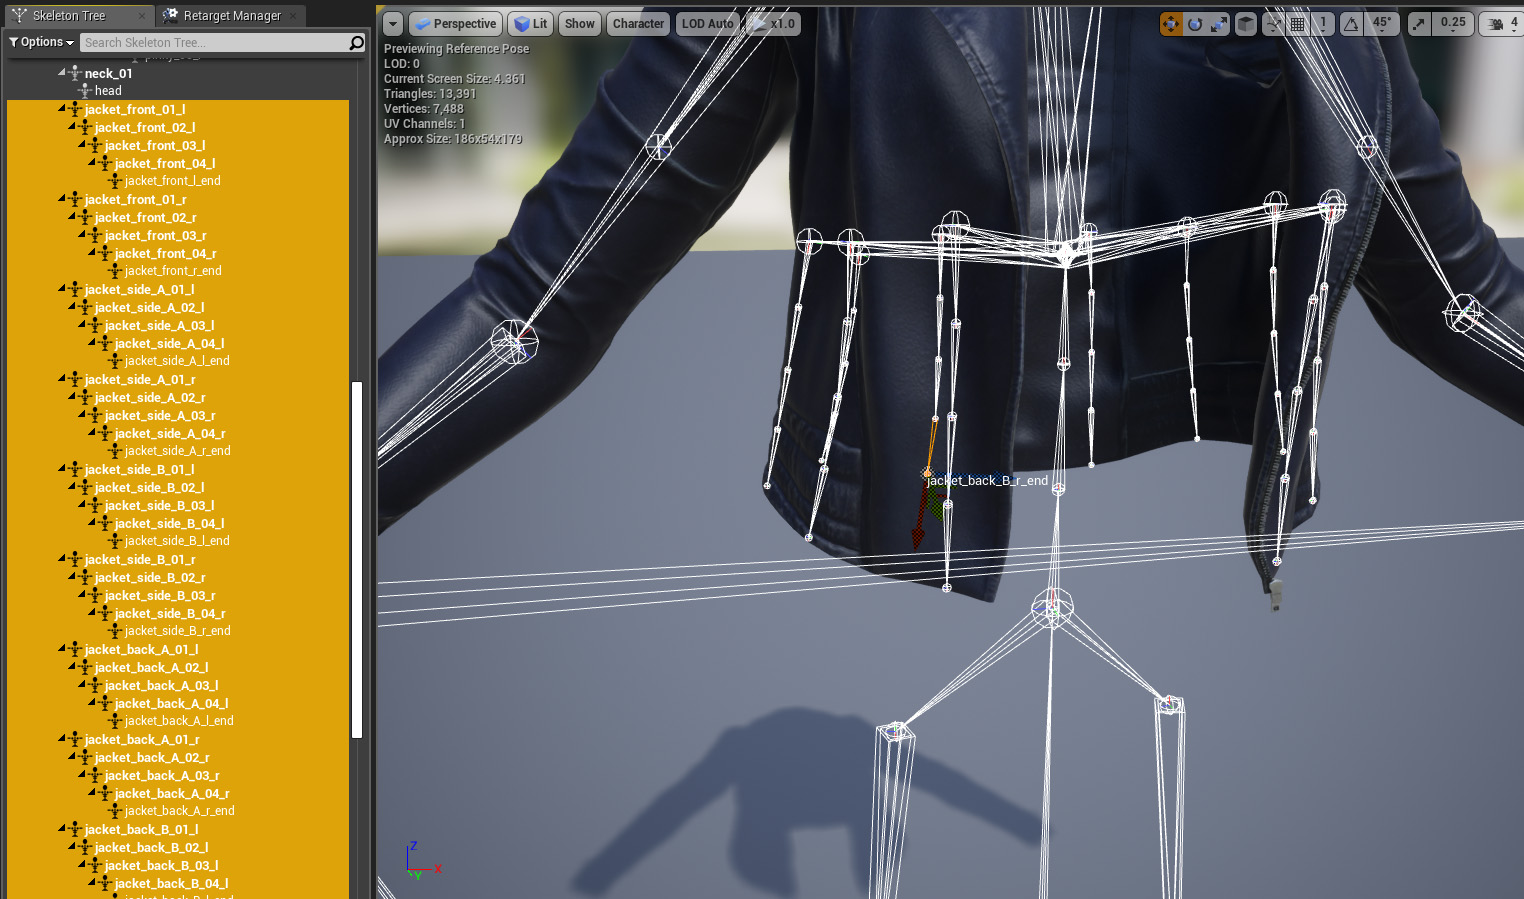 Skeleton Tree
Retarget Manager
Options
Search Skeleton Tree...
neck_01
head
jacket_front_01_l
jacket_front_02_l
jacket_front_03_l
jacket_front_04_l
jacket_front_l_end
jacket_front_01_r
jacket_front_02_r
jacket_front_03_r
jacket_front_04_r
jacket_front_r_end
jacket_side_A_01_l
jacket_side_A_02_l
jacket_side_A_03_l
jacket_side_A_04_l
jacket_side_A_l_end
jacket_side_A_01_r
jacket_side_A_02_r
jacket_side_A_03_r
jacket_side_A_04_r
jacket_side_A_r_end
jacket_side_B_01_l
jacket_side_B_02_l
jacket_side_B_03_l
jacket_side_B_04_l
jacket_side_B_l_end
jacket_side_B_01_r
jacket_side_B_02_r
jacket_side_B_03_r
jacket_side_B_04_r
jacket_side_B_r_end
jacket_back_A_01_l
jacket_back_A_02_l
jacket_back_A_03_l
jacket_back_A_04_l
jacket_back_A_l_end
jacket_back_A_01_r
jacket_back_A_02_r
jacket_back_A_03_r
jacket_back_A_04_r
jacket_back_A_r_end
jacket_back_B_01_l
jacket_back_B_02_l
jacket_back_B_03_l
jacket_back_B_04_l
Perspective Lit Show Character LOD Auto x1.0 1 45° 0.25 4
Previewing Reference Pose
LOD: 0
Current Screen Size: 4.361
Triangles: 13,391
Vertices: 7,488
UV Channels: 1
Approx Size: 186x54x179
jacket_back_B_r_end
Z
X
Y